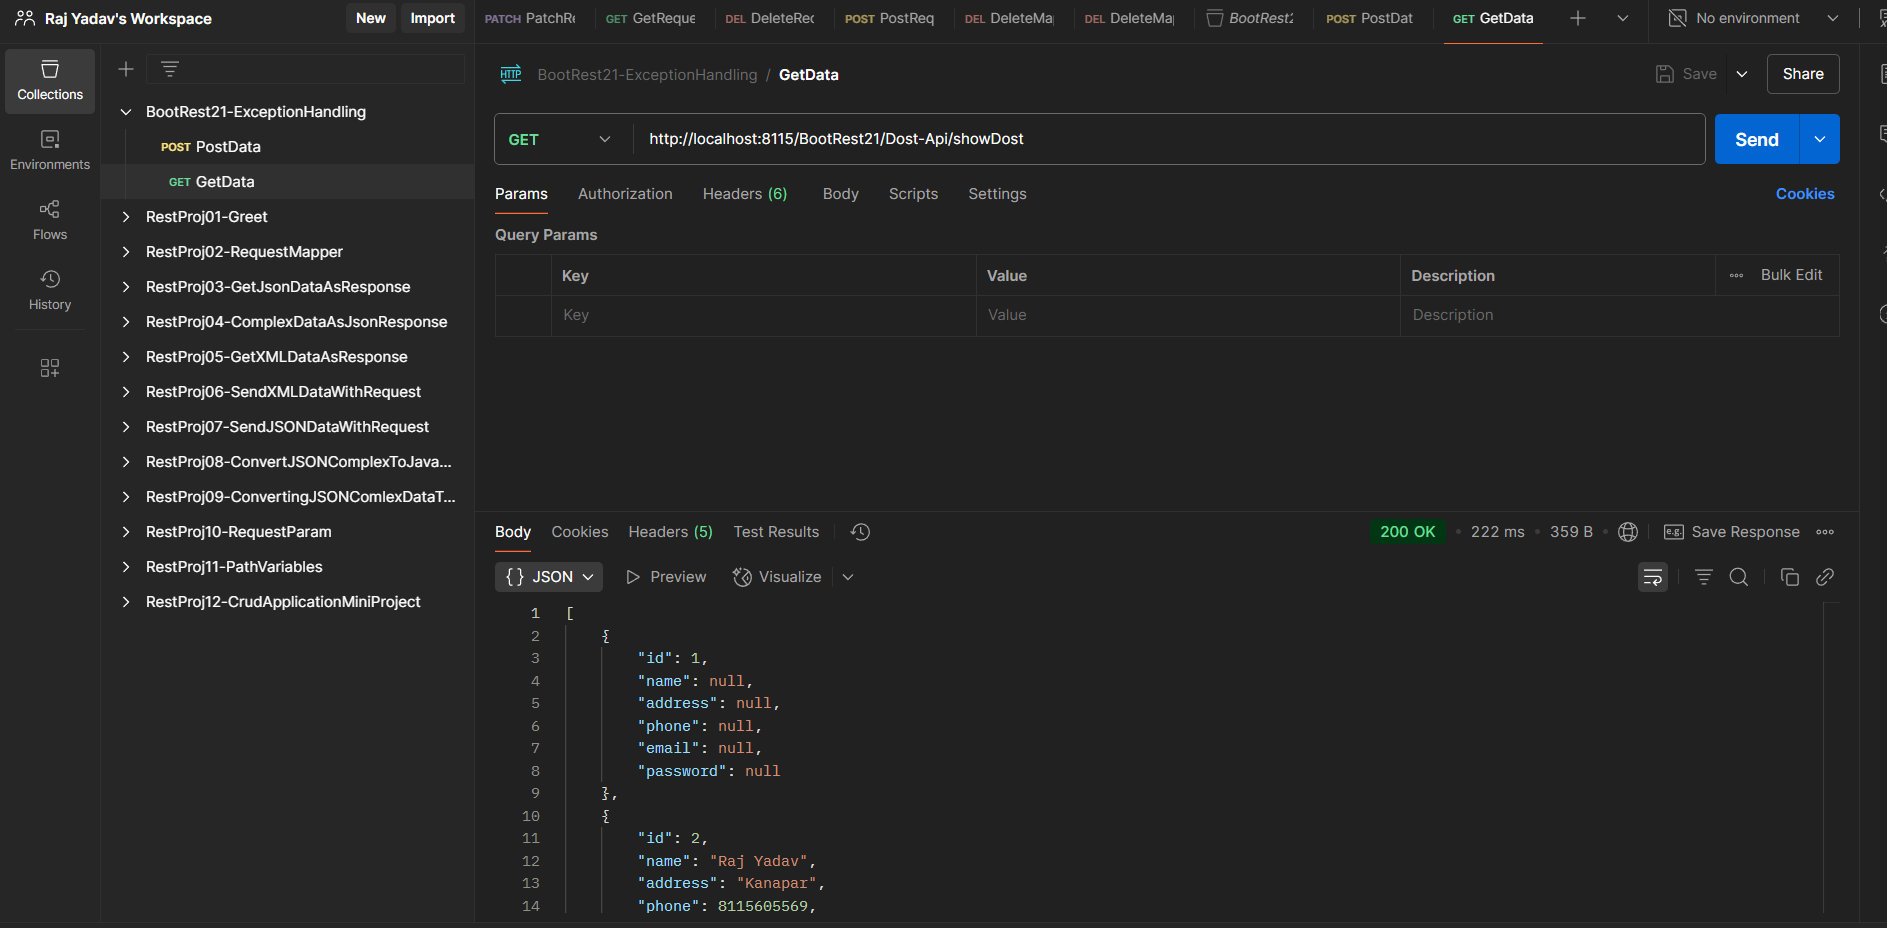 Raj Yadav's Workspace
New
Import
PATCH PatchRe
GET GetReque
DEL DeleteRec
POST PostReq
DEL DeleteMa
DEL DeleteMa
BootRest2
POST PostDat
GET GetData
No environment
Collections
Environments
Flows
History
BootRest21-ExceptionHandling
POST PostData
GET GetData
RestProj01-Greet
RestProj02-RequestMapper
RestProj03-GetJsonDataAsResponse
RestProj04-ComplexDataAsJsonResponse
RestProj05-GetXMLDataAsResponse
RestProj06-SendXMLDataWithRequest
RestProj07-SendJSONDataWithRequest
RestProj08-ConvertJSONComplexToJava...
RestProj09-ConvertingJSONComlexDataT...
RestProj10-RequestParam
RestProj11-PathVariables
RestProj12-CrudApplicationMiniProject
HTTP BootRest21-ExceptionHandling / GetData
Save
Share
GET http://localhost:8115/BootRest21/Dost-Api/showDost
Send
Params Authorization Headers (6) Body Scripts Settings Cookies
Query Params
Key Value Description ... Bulk Edit
Key Value Description
Body Cookies Headers (5) Test Results
200 OK • 222 ms • 359 B • e.g. Save Response ...
{} JSON Preview Visualize
1 [
2 {
3 "id": 1,
4 "name": null,
5 "address": null,
6 "phone": null,
7 "email": null,
8 "password": null
9 },
10 {
11 "id": 2,
12 "name": "Raj Yadav",
13 "address": "Kanapar",
14 "phone": 8115605569,